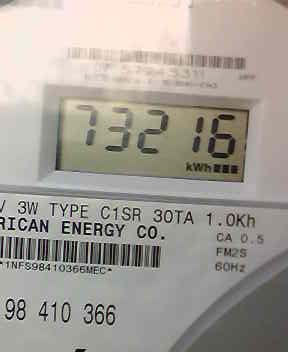 73216
kWh
V 3W TYPE C1SR 30TA 1.0Kh
RICAN ENERGY CO.
CA 0.5
FM2S
60Hz
*1NFS98410366MEC*
98 410 366